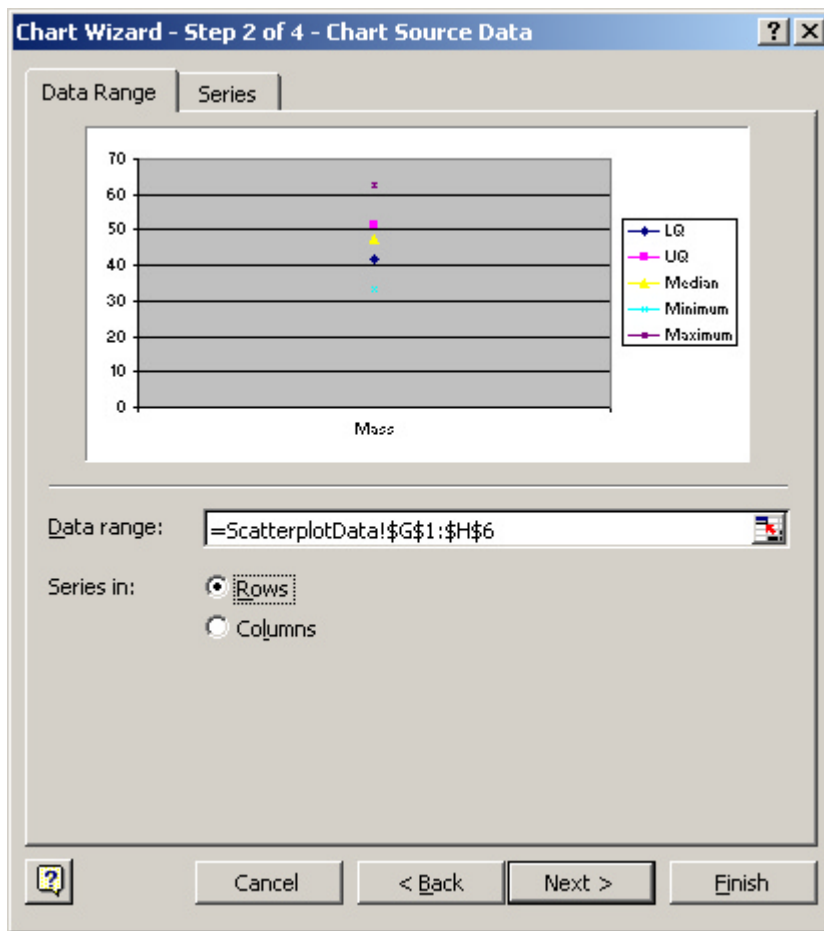 Chart Wizard - Step 2 of 4 - Chart Source Data
Data Range
Series
70
60
50
40
30
20
10
0
Mass
LQ
UQ
Median
Minimum
Maximum
Data range:
=ScatterplotData!$G$1:$H$6
Series in:
Rows
Columns
Cancel
< Back
Next >
Finish